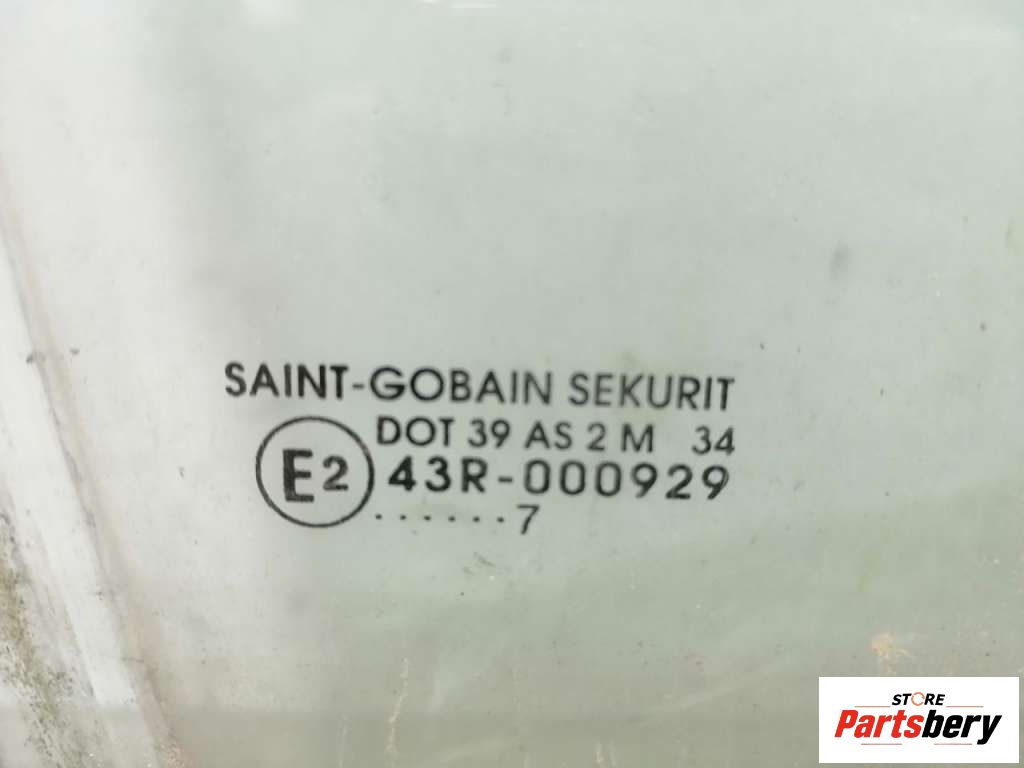 SAINT-GOBAIN SEKURIT
DOT 39 AS 2 M 34
E2 43R-000929
......7
STORE
Partsbery